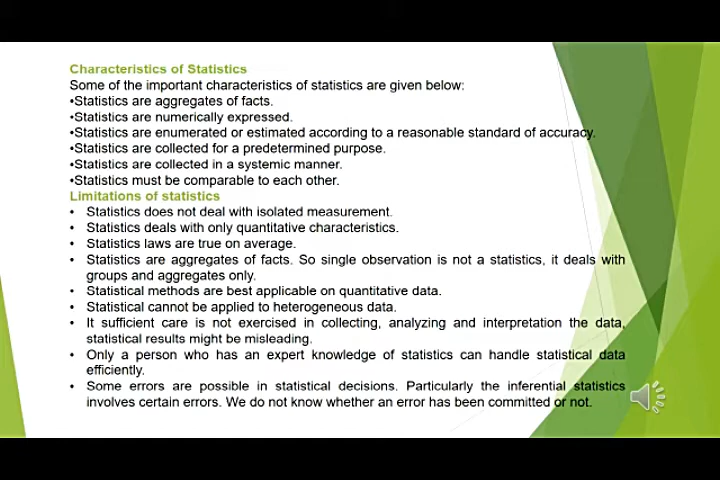 Characteristics of Statistics
Some of the important characteristics of statistics are given below:
•Statistics are aggregates of facts.
•Statistics are numerically expressed.
•Statistics are enumerated or estimated according to a reasonable standard of accuracy.
•Statistics are collected for a predetermined purpose.
•Statistics are collected in a systemic manner.
•Statistics must be comparable to each other.
Limitations of statistics
• Statistics does not deal with isolated measurement.
• Statistics deals with only quantitative characteristics.
• Statistics laws are true on average.
• Statistics are aggregates of facts. So single observation is not a statistics, it deals with
groups and aggregates only.
• Statistical methods are best applicable on quantitative data.
• Statistical cannot be applied to heterogeneous data.
• It sufficient care is not exercised in collecting, analyzing and interpretation the data,
statistical results might be misleading.
• Only a person who has an expert knowledge of statistics can handle statistical data
efficiently.
• Some errors are possible in statistical decisions. Particularly the inferential statistics
involves certain errors. We do not know whether an error has been committed or not.